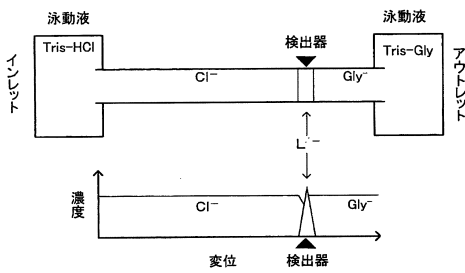 泳動液
泳動液
インレット
Tris-HCl
検出器
Tris-Gly
アウトレット
Cl⁻
Gly⁻
L⁻
濃度
Cl⁻
Gly⁻
変位
検出器